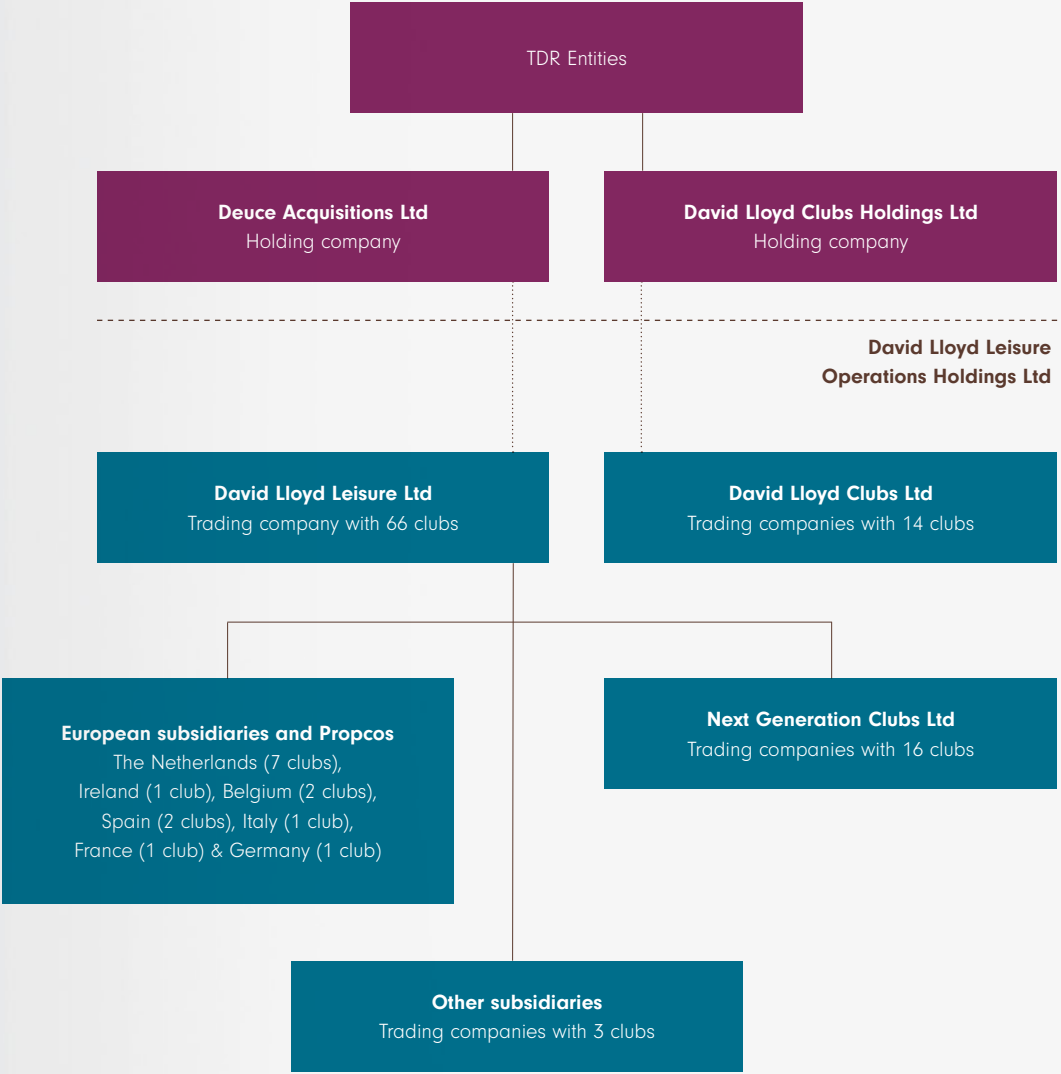 TDR Entities
Deuce Acquisitions Ltd
Holding company
David Lloyd Clubs Holdings Ltd
Holding company
David Lloyd Leisure
Operations Holdings Ltd
David Lloyd Leisure Ltd
Trading company with 66 clubs
David Lloyd Clubs Ltd
Trading companies with 14 clubs
European subsidiaries and Propcos
The Netherlands (7 clubs),
Ireland (1 club), Belgium (2 clubs),
Spain (2 clubs), Italy (1 club),
France (1 club) & Germany (1 club)
Next Generation Clubs Ltd
Trading companies with 16 clubs
Other subsidiaries
Trading companies with 3 clubs